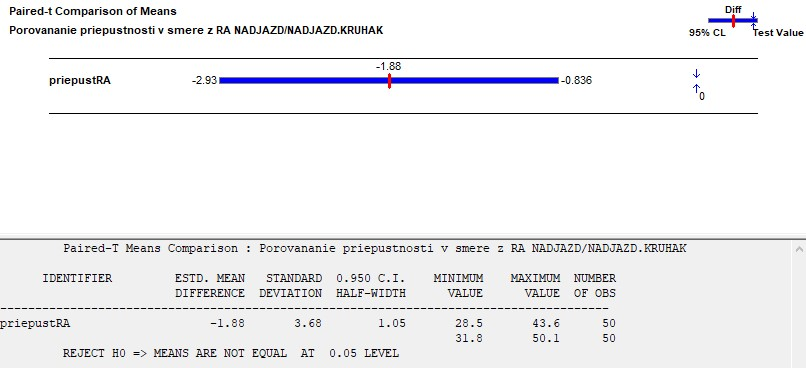 Paired-t Comparison of Means
Porovananie priepustnosti v smere z RA NADJAZD/NADJAZD.KRUHAK
Diff
95% CL Test Value
-1.88
priepustRA -2.93 -0.836
0
Paired-T Means Comparison : Porovananie priepustnosti v smere z RA NADJAZD/NADJAZD.KRUHAK
IDENTIFIER ESTD. MEAN STANDARD 0.950 C.I. MINIMUM MAXIMUM NUMBER
DIFFERENCE DEVIATION HALF-WIDTH VALUE VALUE OF OBS
priepustRA -1.88 3.68 1.05 28.5 43.6 50
31.8 50.1 50
REJECT H0 => MEANS ARE NOT EQUAL AT 0.05 LEVEL